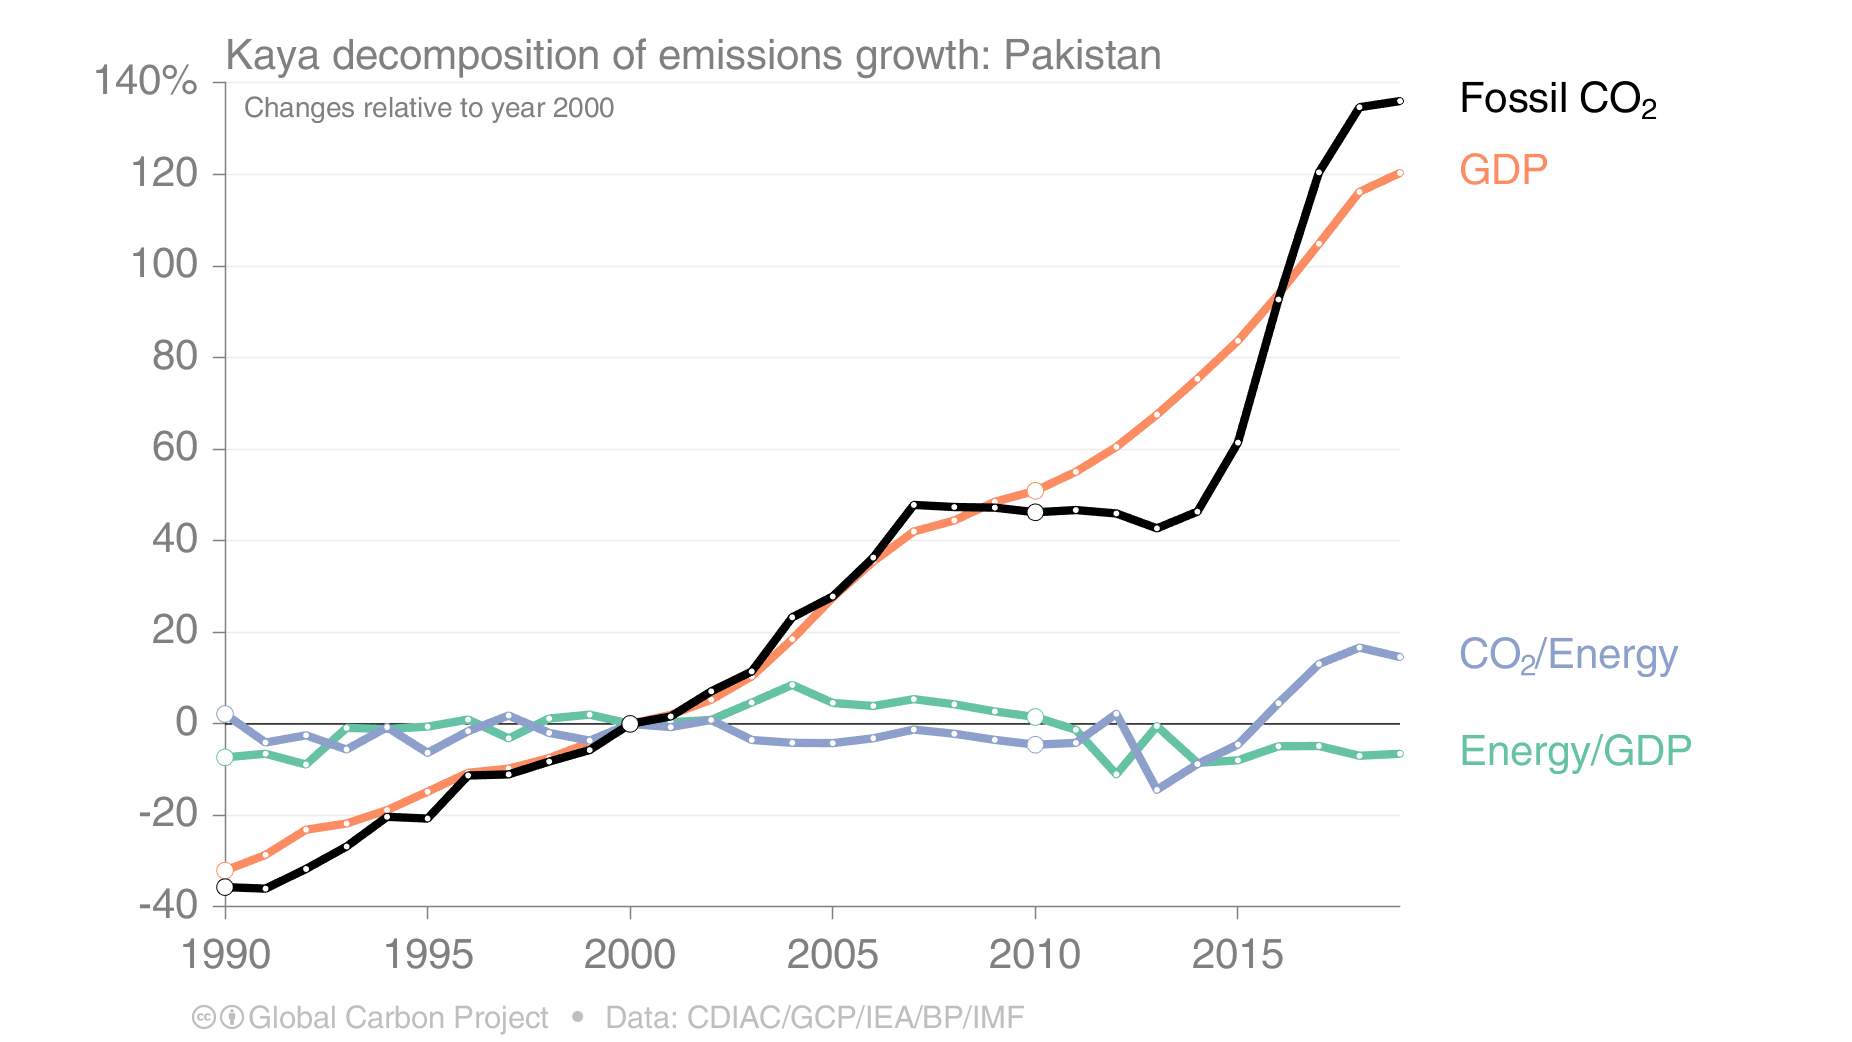 Kaya decomposition of emissions growth: Pakistan
140%
Changes relative to year 2000
Fossil CO₂
120
GDP
100
80
60
40
20
CO₂/Energy
0
Energy/GDP
-20
-40
1990 1995 2000 2005 2010 2015
cc Global Carbon Project • Data: CDIAC/GCP/IEA/BP/IMF